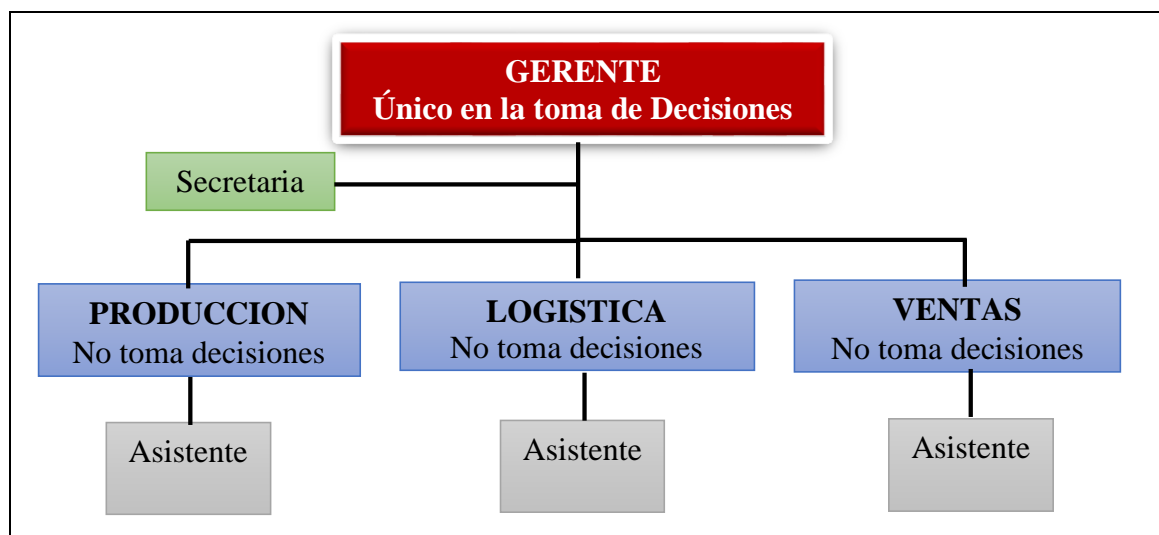 GERENTE
Único en la toma de Decisiones
Secretaria
PRODUCCION
No toma decisiones
LOGISTICA
No toma decisiones
VENTAS
No toma decisiones
Asistente
Asistente
Asistente